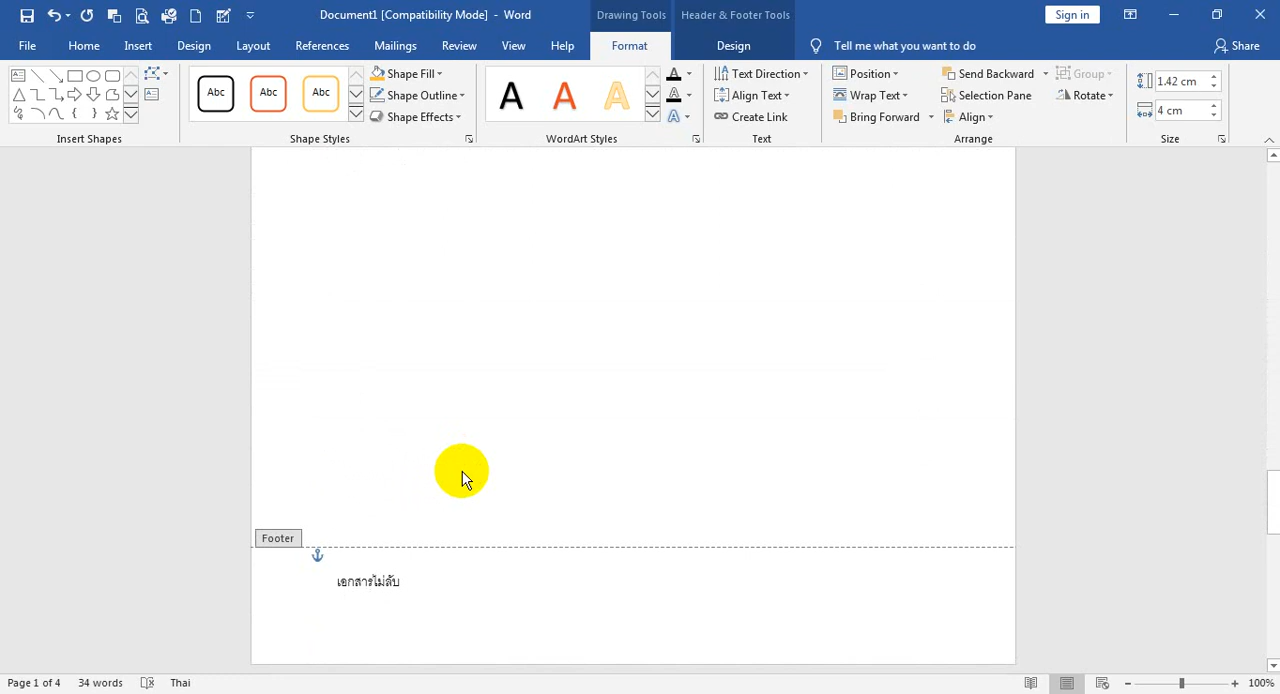 Document1 [Compatibility Mode] - Word
Drawing Tools
Header & Footer Tools
Sign in
File
Home
Insert
Design
Layout
References
Mailings
Review
View
Help
Format
Design
Tell me what you want to do
Share
Abc
Abc
Abc
Shape Fill
Shape Outline
Shape Effects
A
A
A
Text Direction
Align Text
Create Link
Position
Wrap Text
Bring Forward
Send Backward
Selection Pane
Align
Group
Rotate
1.42 cm
4 cm
Insert Shapes
Shape Styles
WordArt Styles
Text
Arrange
Size
Footer
เอกสารไม่ลับ
Page 1 of 4
34 words
Thai
100%